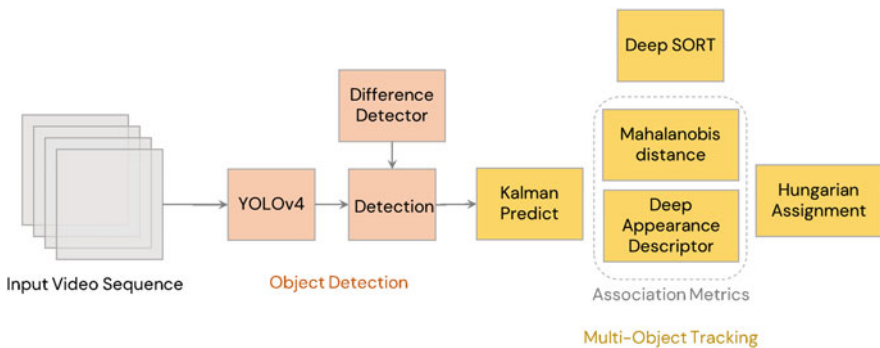 Deep SORT
Difference
Detector
Mahalanobis
distance
YOLOv4
Detection
Kalman
Predict
Deep
Appearance
Descriptor
Hungarian
Assignment
Input Video Sequence
Object Detection
Association Metrics
Multi-Object Tracking